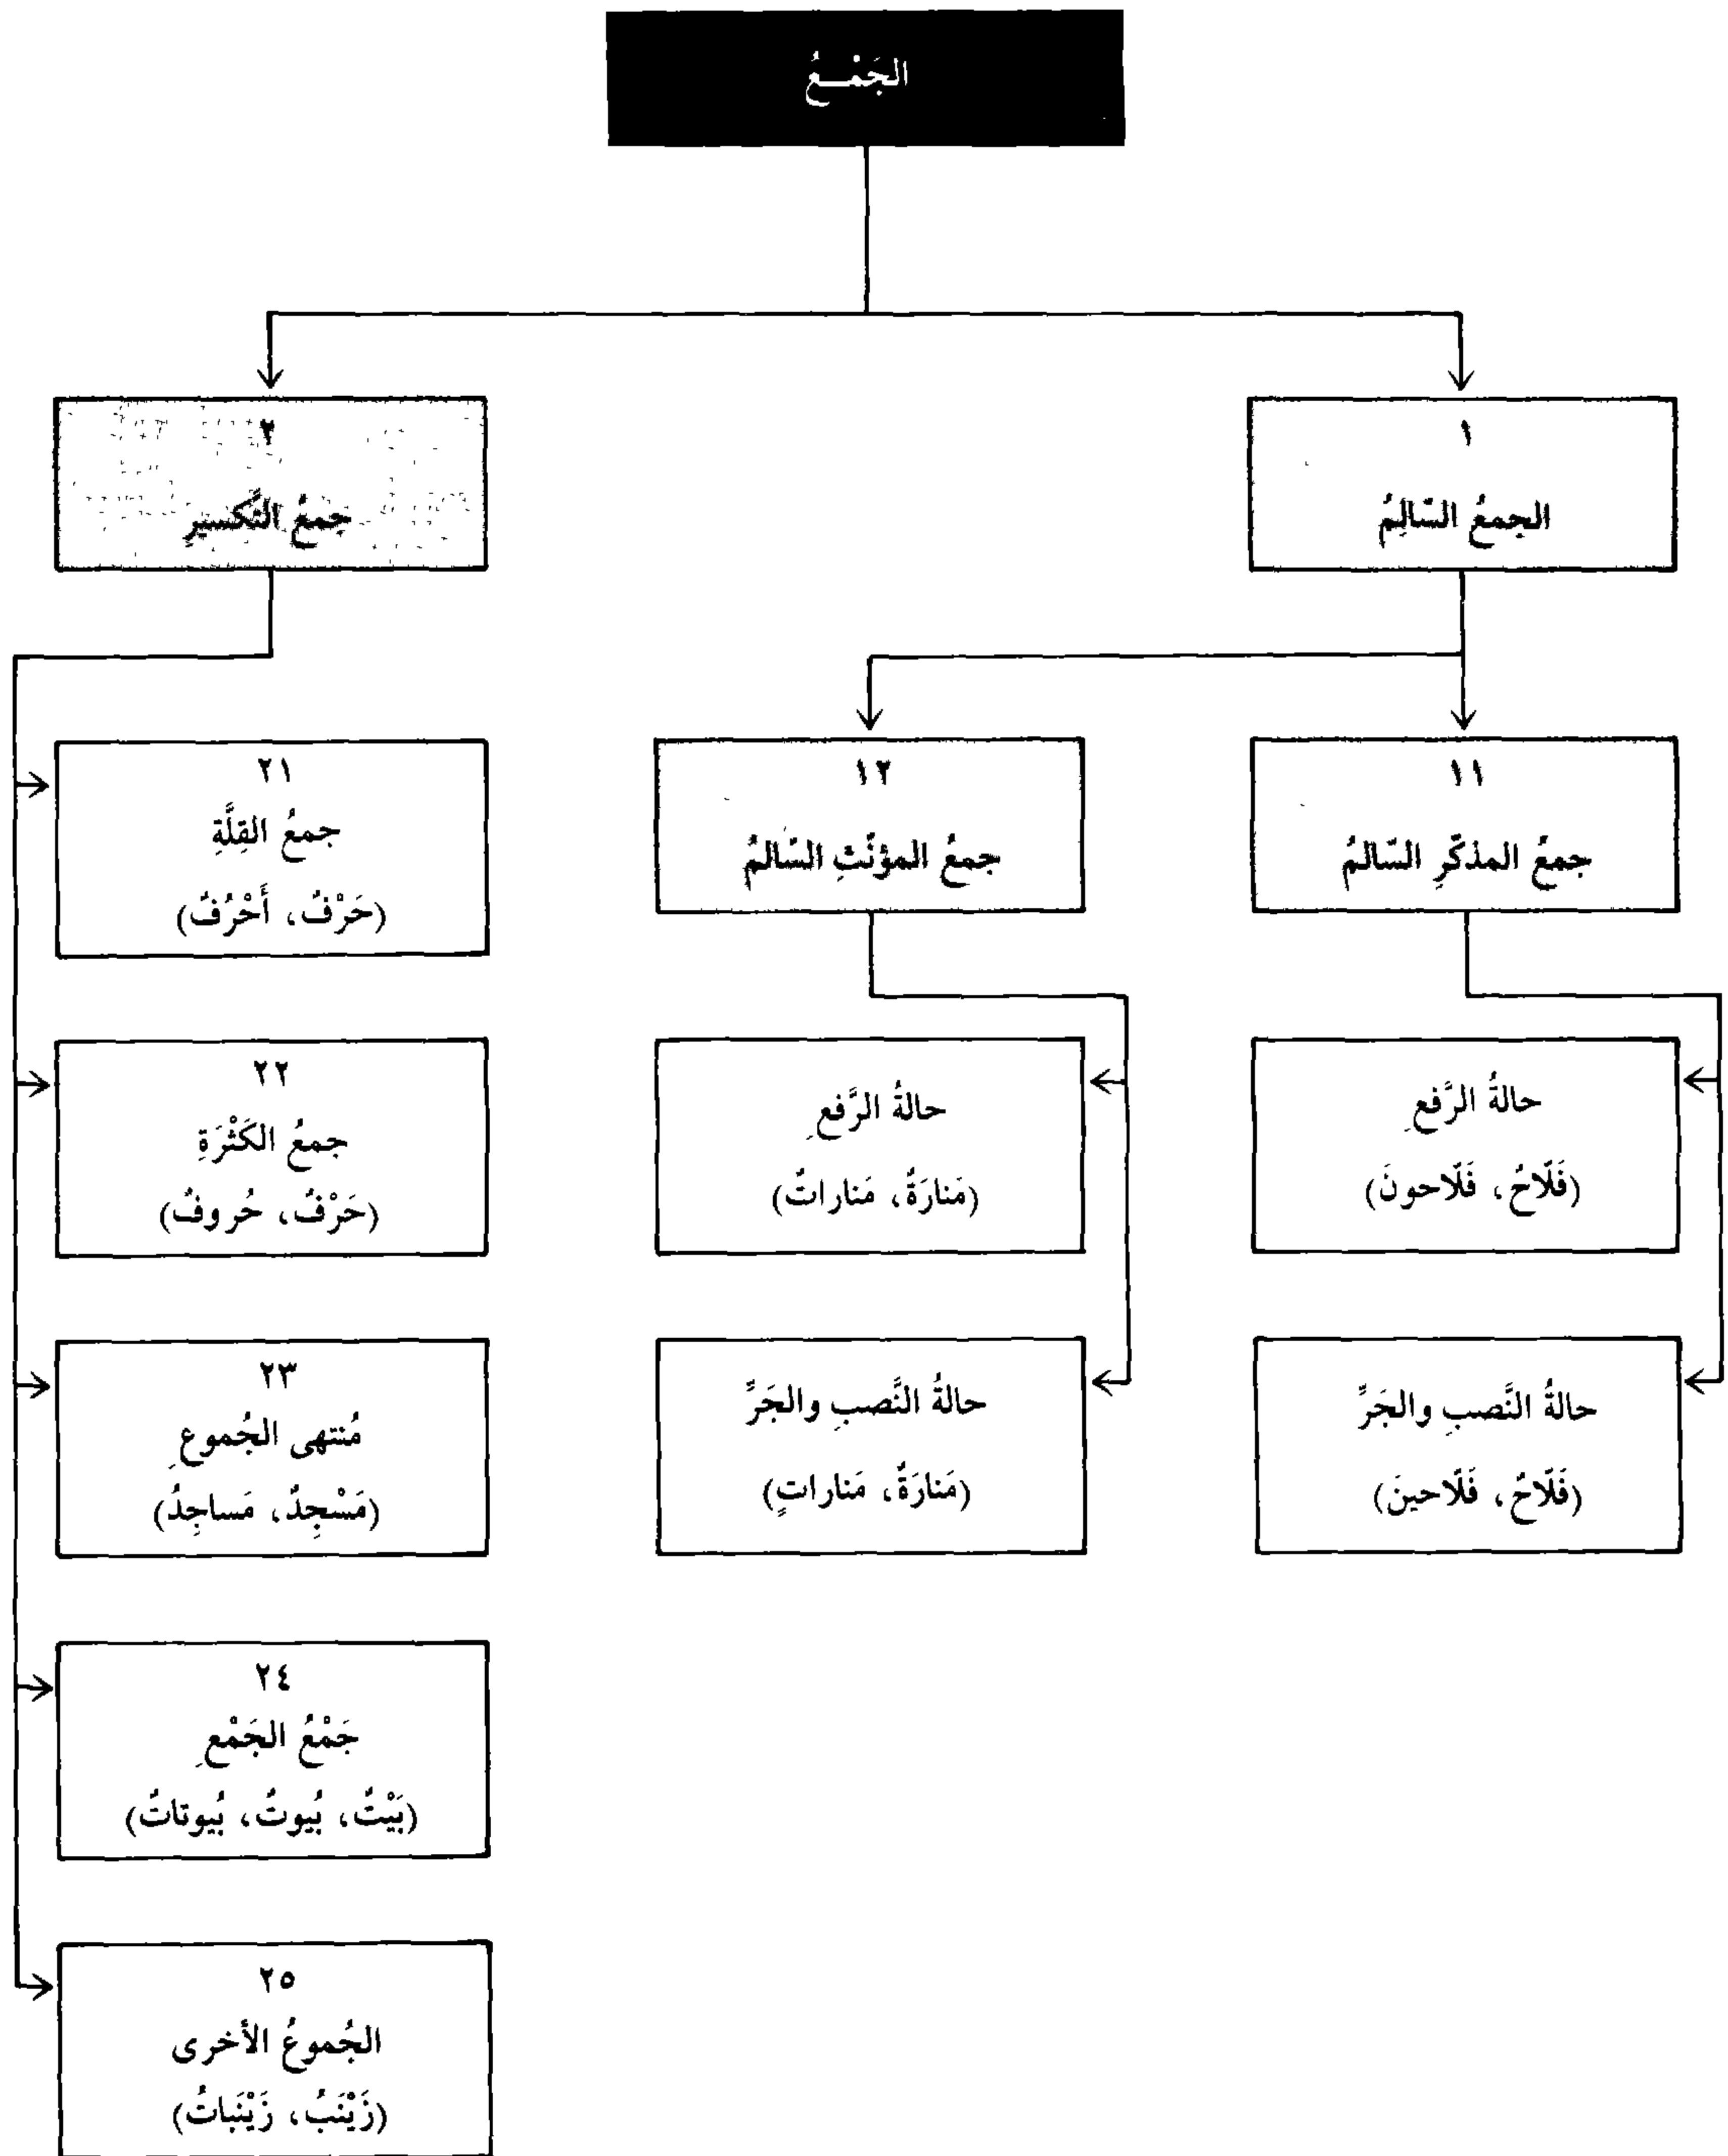 الجَمْعُ
١
الجمعُ السّالِمُ
٢
جمعُ التَّكسيرِ
١١
جمعُ المذكّرِ السّالمُ
١٢
جمعُ المؤنّثِ السّالمُ
حالةُ الرَّفعِ
(فَلّاحٌ، فَلّاحونَ)
حالةُ النَّصبِ والجَرِّ
(فَلّاحٌ، فَلّاحينَ)
حالةُ الرَّفعِ
(مَنارَةٌ، مَناراتٌ)
حالةُ النَّصبِ والجَرِّ
(مَنارَةٌ، مَناراتٍ)
٢١
جمعُ القِلَّةِ
(حَرْفٌ، أَحْرُفٌ)
٢٢
جمعُ الكَثْرَةِ
(حَرْفٌ، حُروفٌ)
٢٣
مُنتهى الجُموعِ
(مَسْجِدٌ، مَساجِدُ)
٢٤
جَمْعُ الجَمْعِ
(بَيْتٌ، بُيوتٌ، بُيوتاتٌ)
٢٥
الجُموعُ الأخرى
(زَيْنَبُ، زَيْنَباتٌ)